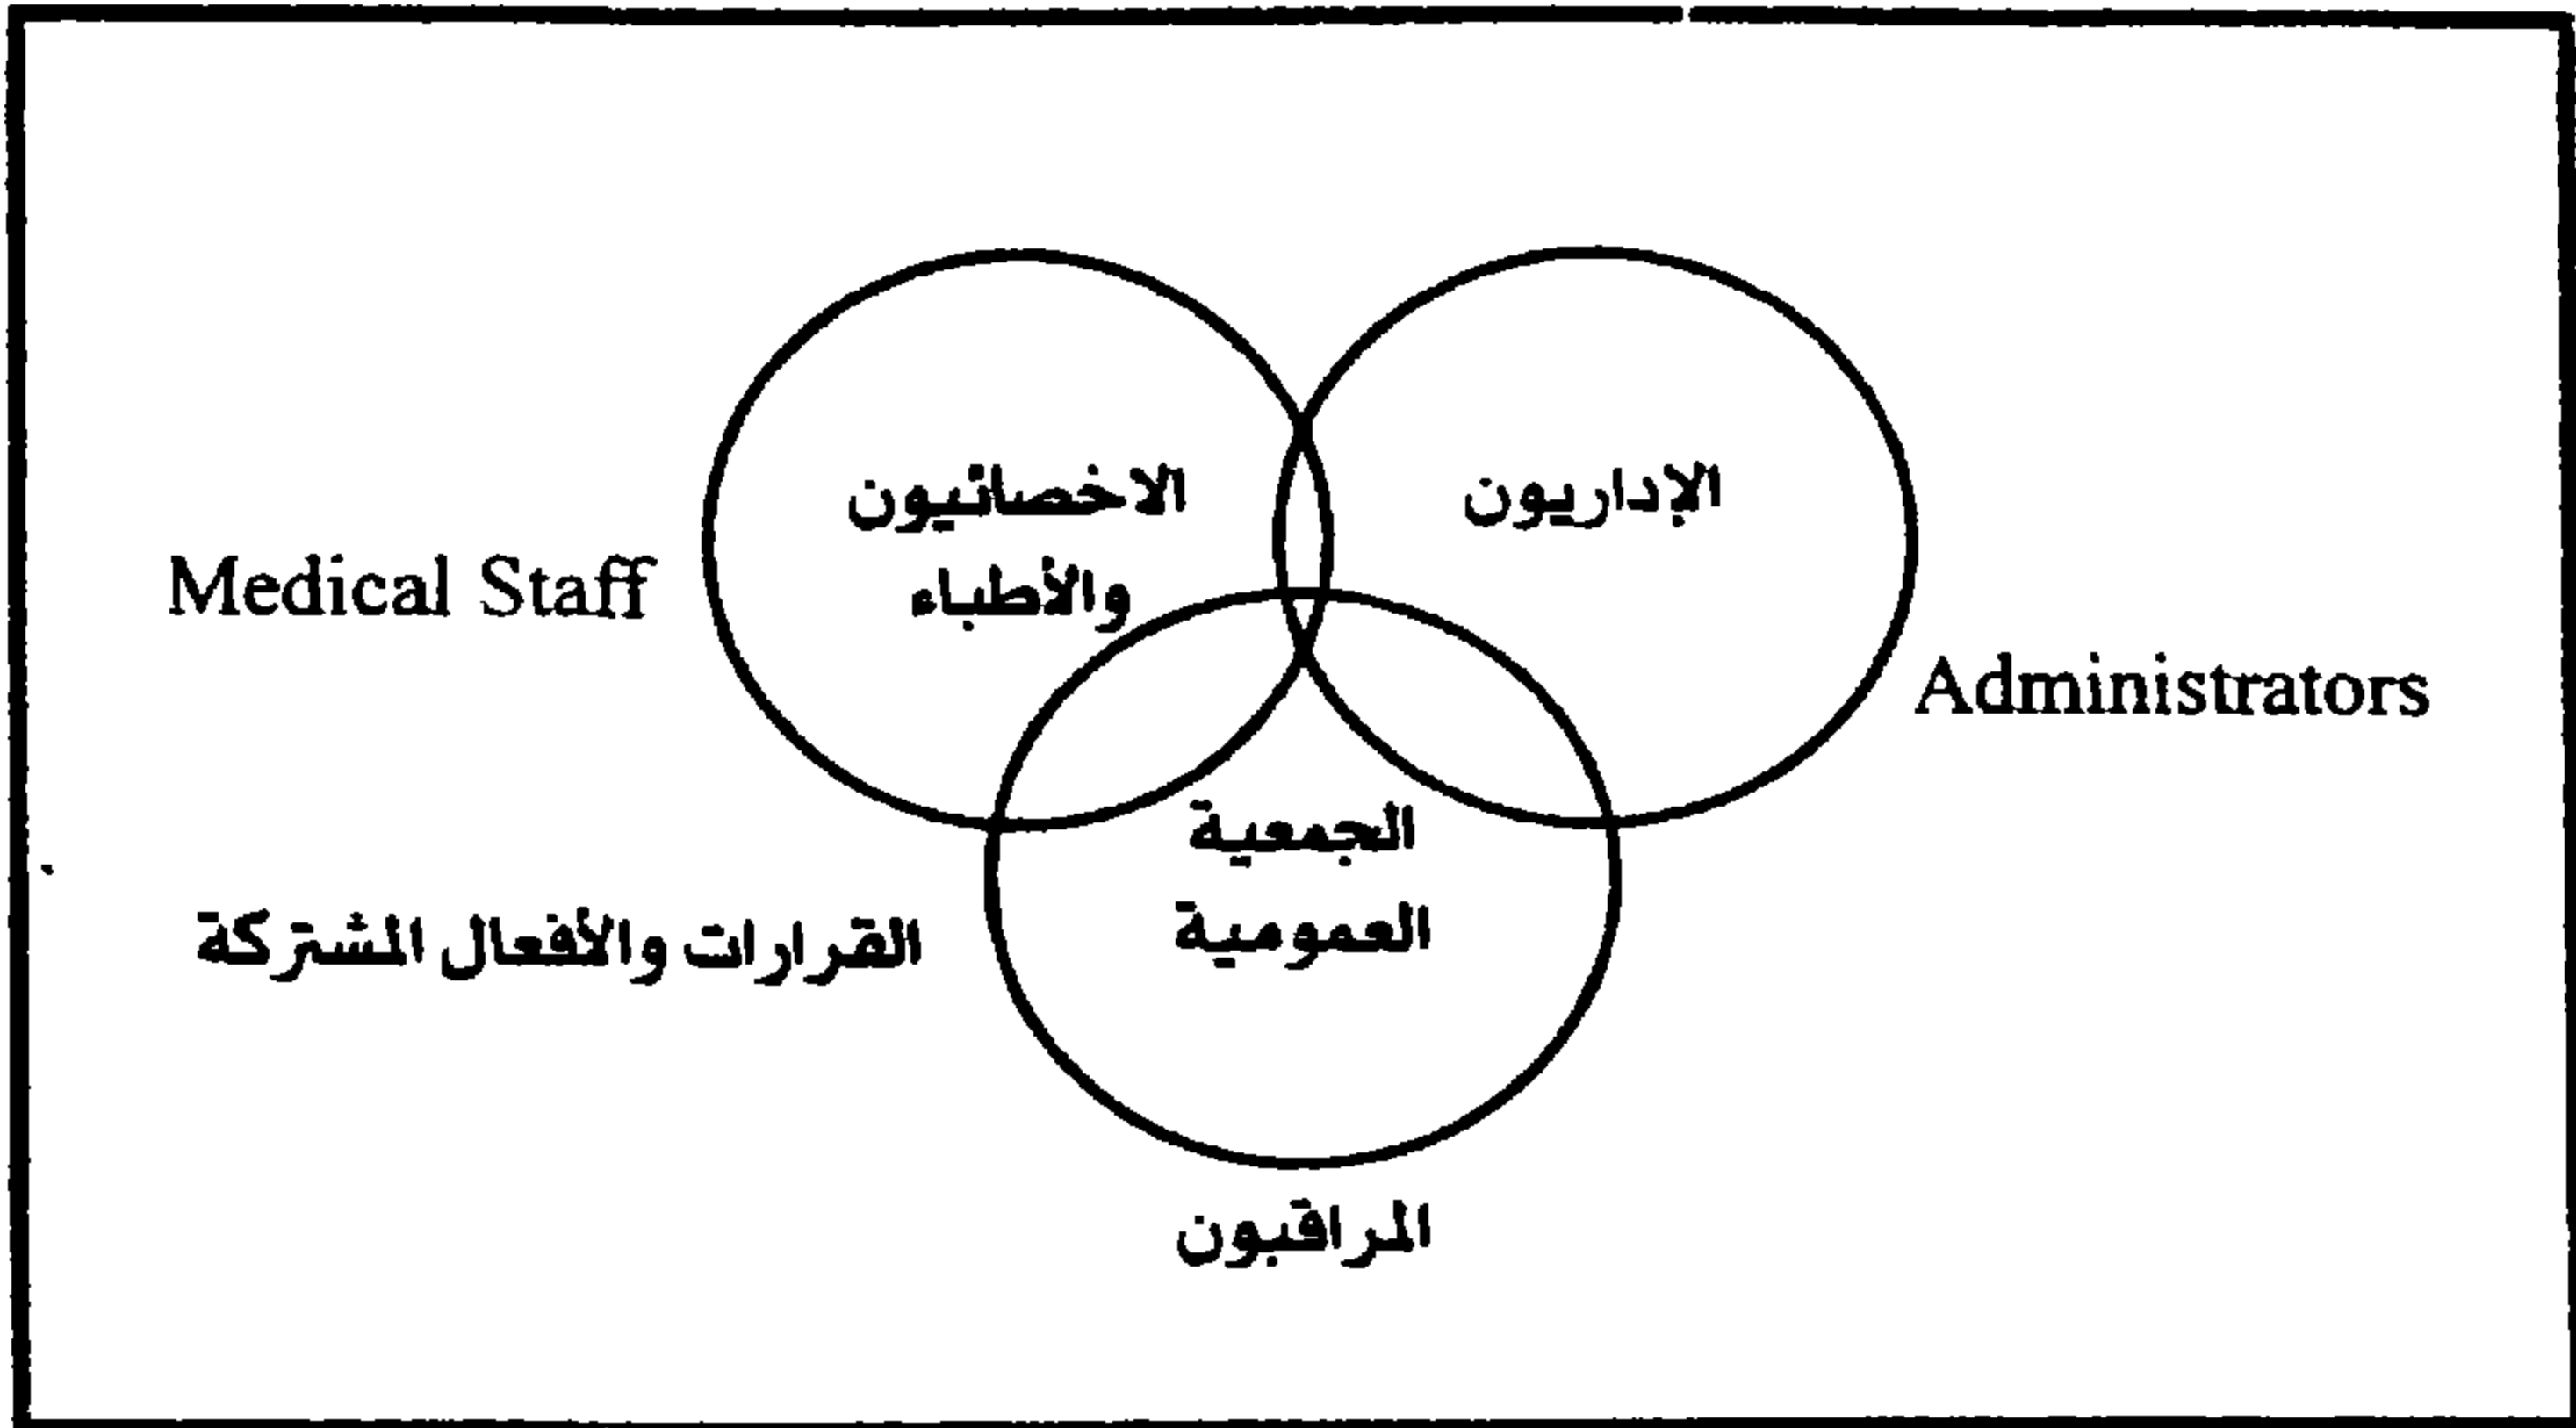 الاخصائيون
والأطباء
الإداريون
Medical Staff
Administrators
الجمعية
العمومية
القرارات والأفعال المشتركة
المراقبون